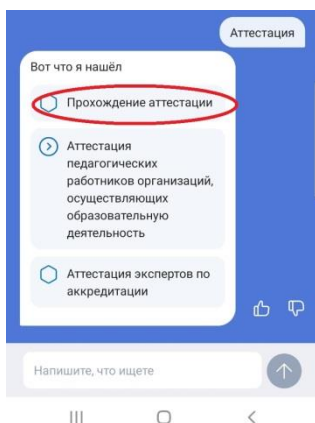 Аттестация
Вот что я нашёл
Прохождение аттестации
Аттестация
педагогических
работников организаций,
осуществляющих
образовательную
деятельность
Аттестация экспертов по
аккредитации
Напишите, что ищете